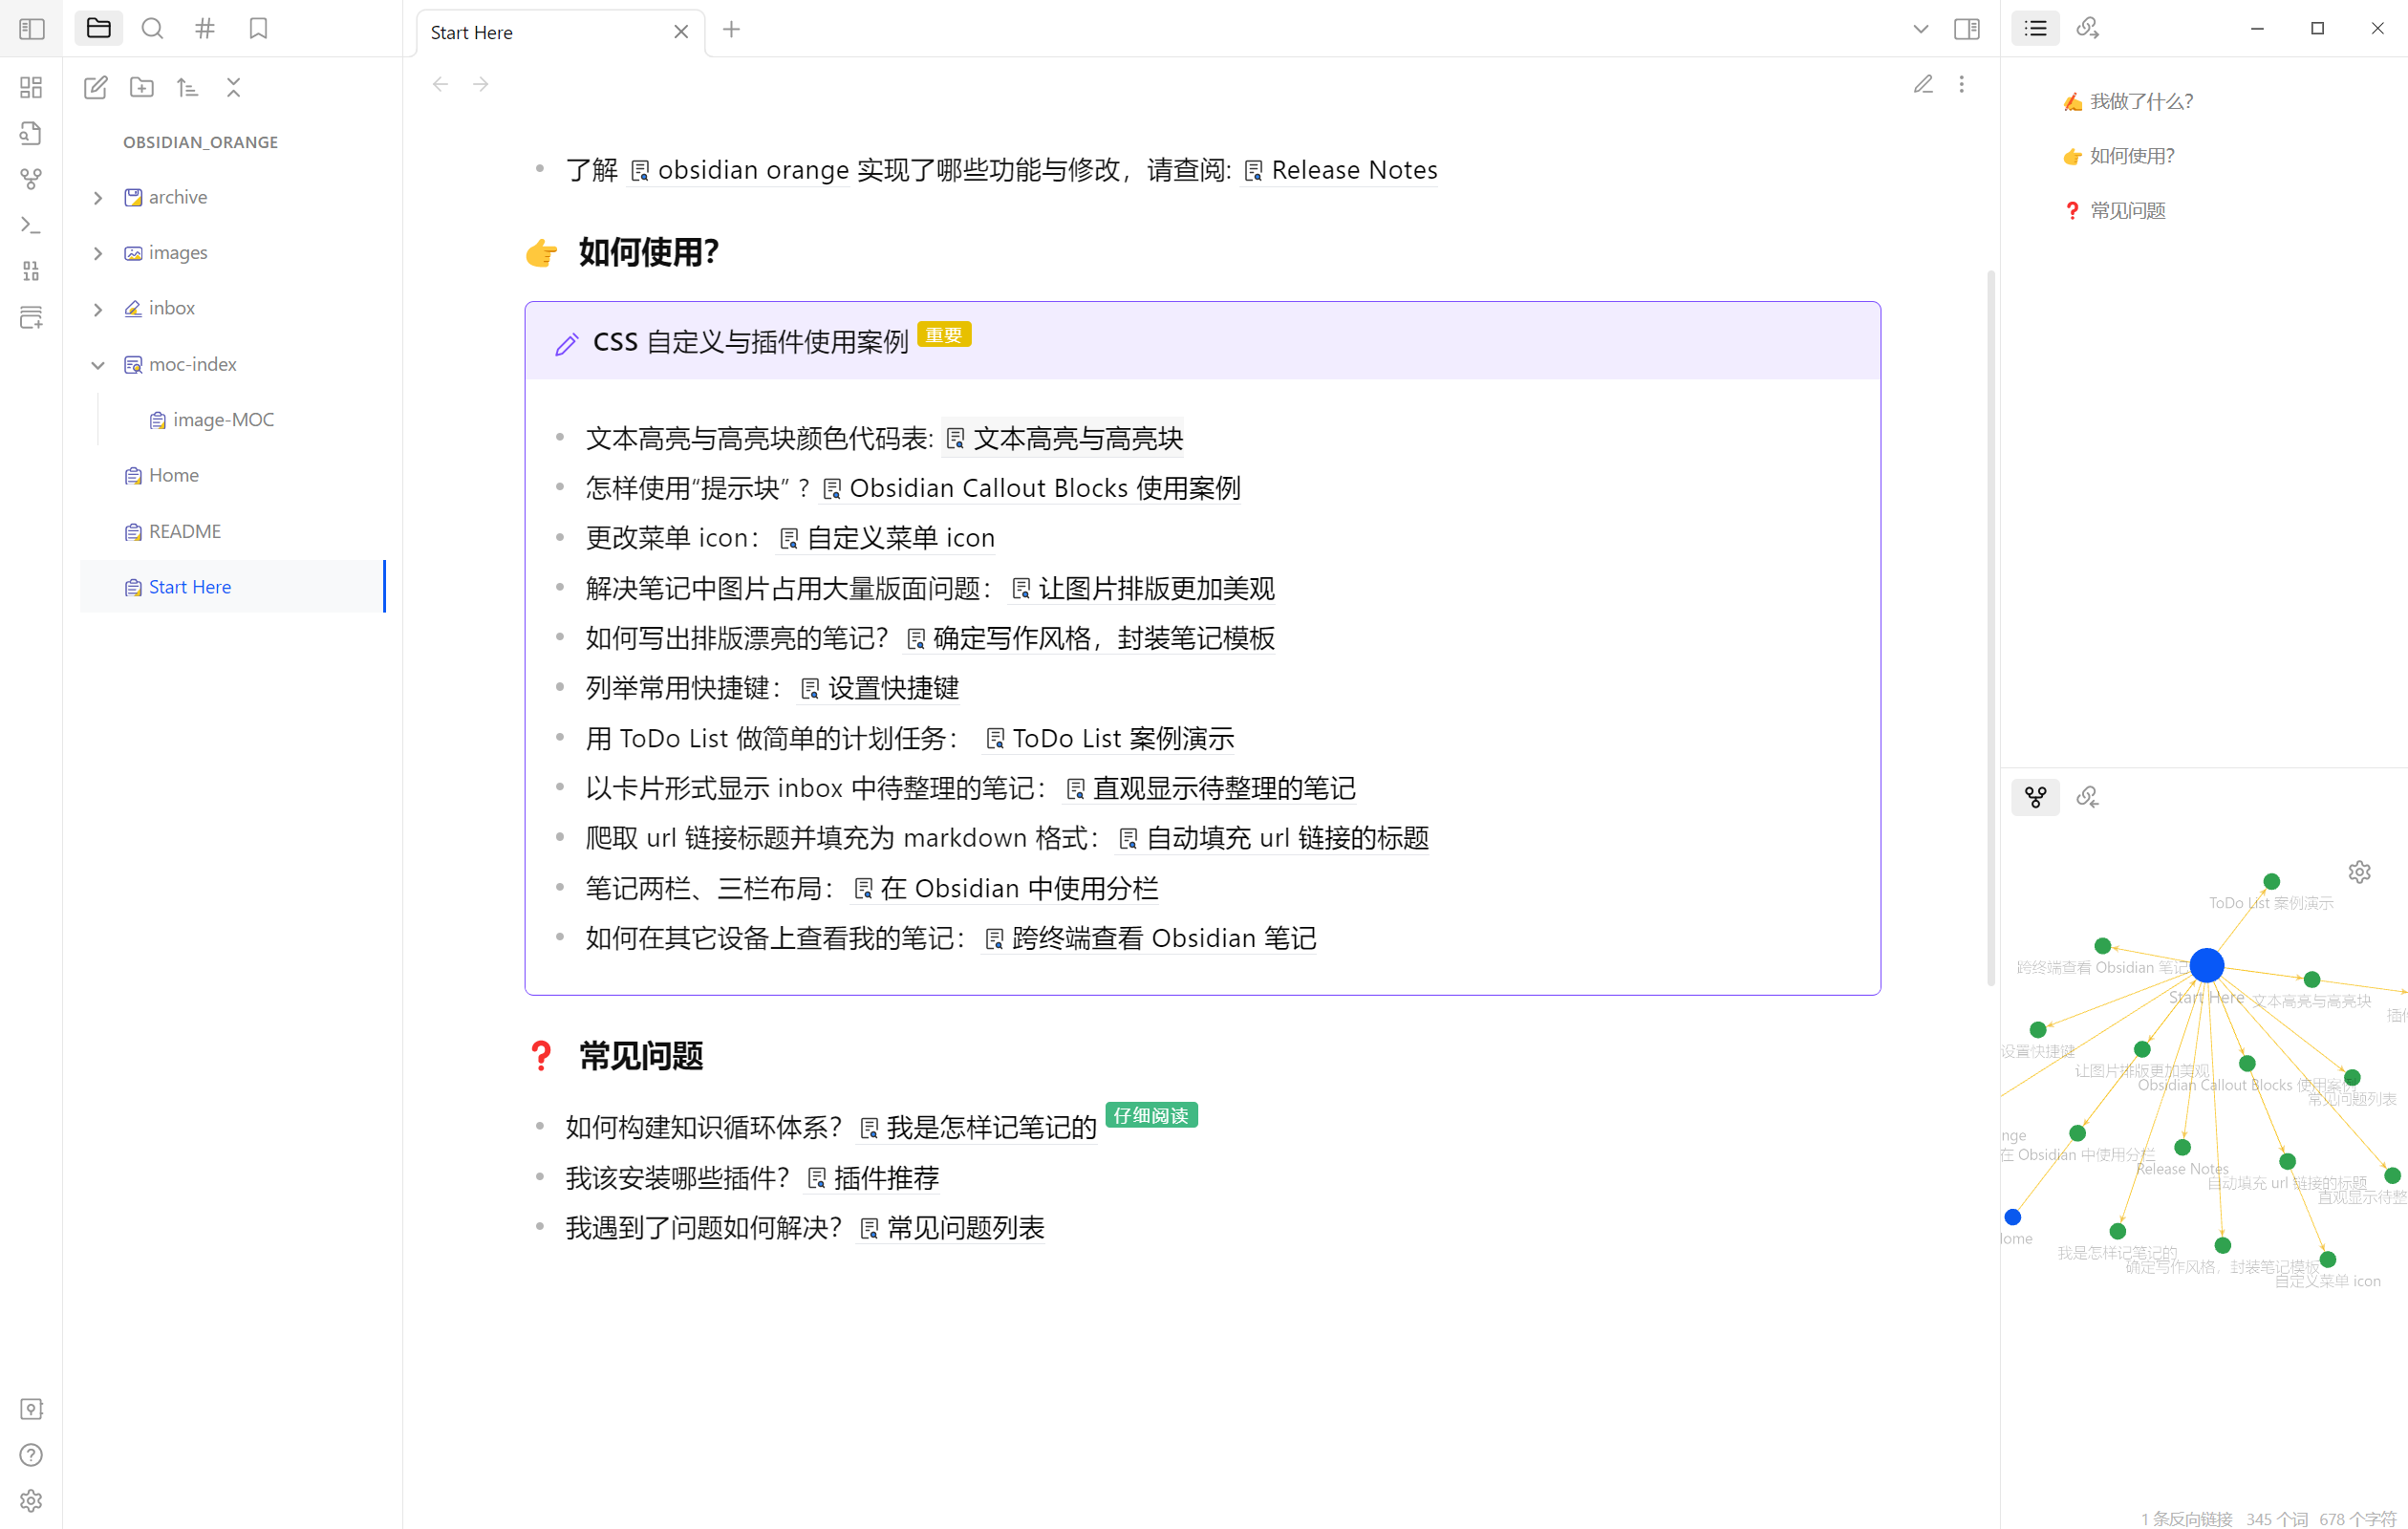 Start Here
OBSIDIAN_ORANGE
archive
images
inbox
moc-index
image-MOC
Home
README
Start Here
了解 obsidian orange 实现了哪些功能与修改，请查阅: Release Notes
👉 如何使用？
CSS 自定义与插件使用案例 重要
文本高亮与高亮块颜色代码表: 文本高亮与高亮块
怎样使用“提示块” ? Obsidian Callout Blocks 使用案例
更改菜单 icon： 自定义菜单 icon
解决笔记中图片占用大量版面问题： 让图片排版更加美观
如何写出排版漂亮的笔记？ 确定写作风格，封装笔记模板
列举常用快捷键： 设置快捷键
用 ToDo List 做简单的计划任务： ToDo List 案例演示
以卡片形式显示 inbox 中待整理的笔记： 直观显示待整理的笔记
爬取 url 链接标题并填充为 markdown 格式： 自动填充 url 链接的标题
笔记两栏、三栏布局： 在 Obsidian 中使用分栏
如何在其它设备上查看我的笔记： 跨终端查看 Obsidian 笔记
❓ 常见问题
如何构建知识循环体系？ 我是怎样记笔记的 仔细阅读
我该安装哪些插件？ 插件推荐
我遇到了问题如何解决？ 常见问题列表
✍️ 我做了什么？
👉 如何使用？
❓ 常见问题
ToDo List 案例演示
跨终端查看 Obsidian 笔记
Start Here
文本高亮与高亮块
插件
设置快捷键
让图片排版更加美观
Obsidian Callout Blocks 使用案例
常见问题列表
nge
在 Obsidian 中使用分栏
Release Notes
自动填充 url 链接的标题
直观显示待整
ome
我是怎样记笔记的
确定写作风格，封装笔记模板
自定义菜单 icon
1 条反向链接 345 个词 678 个字符